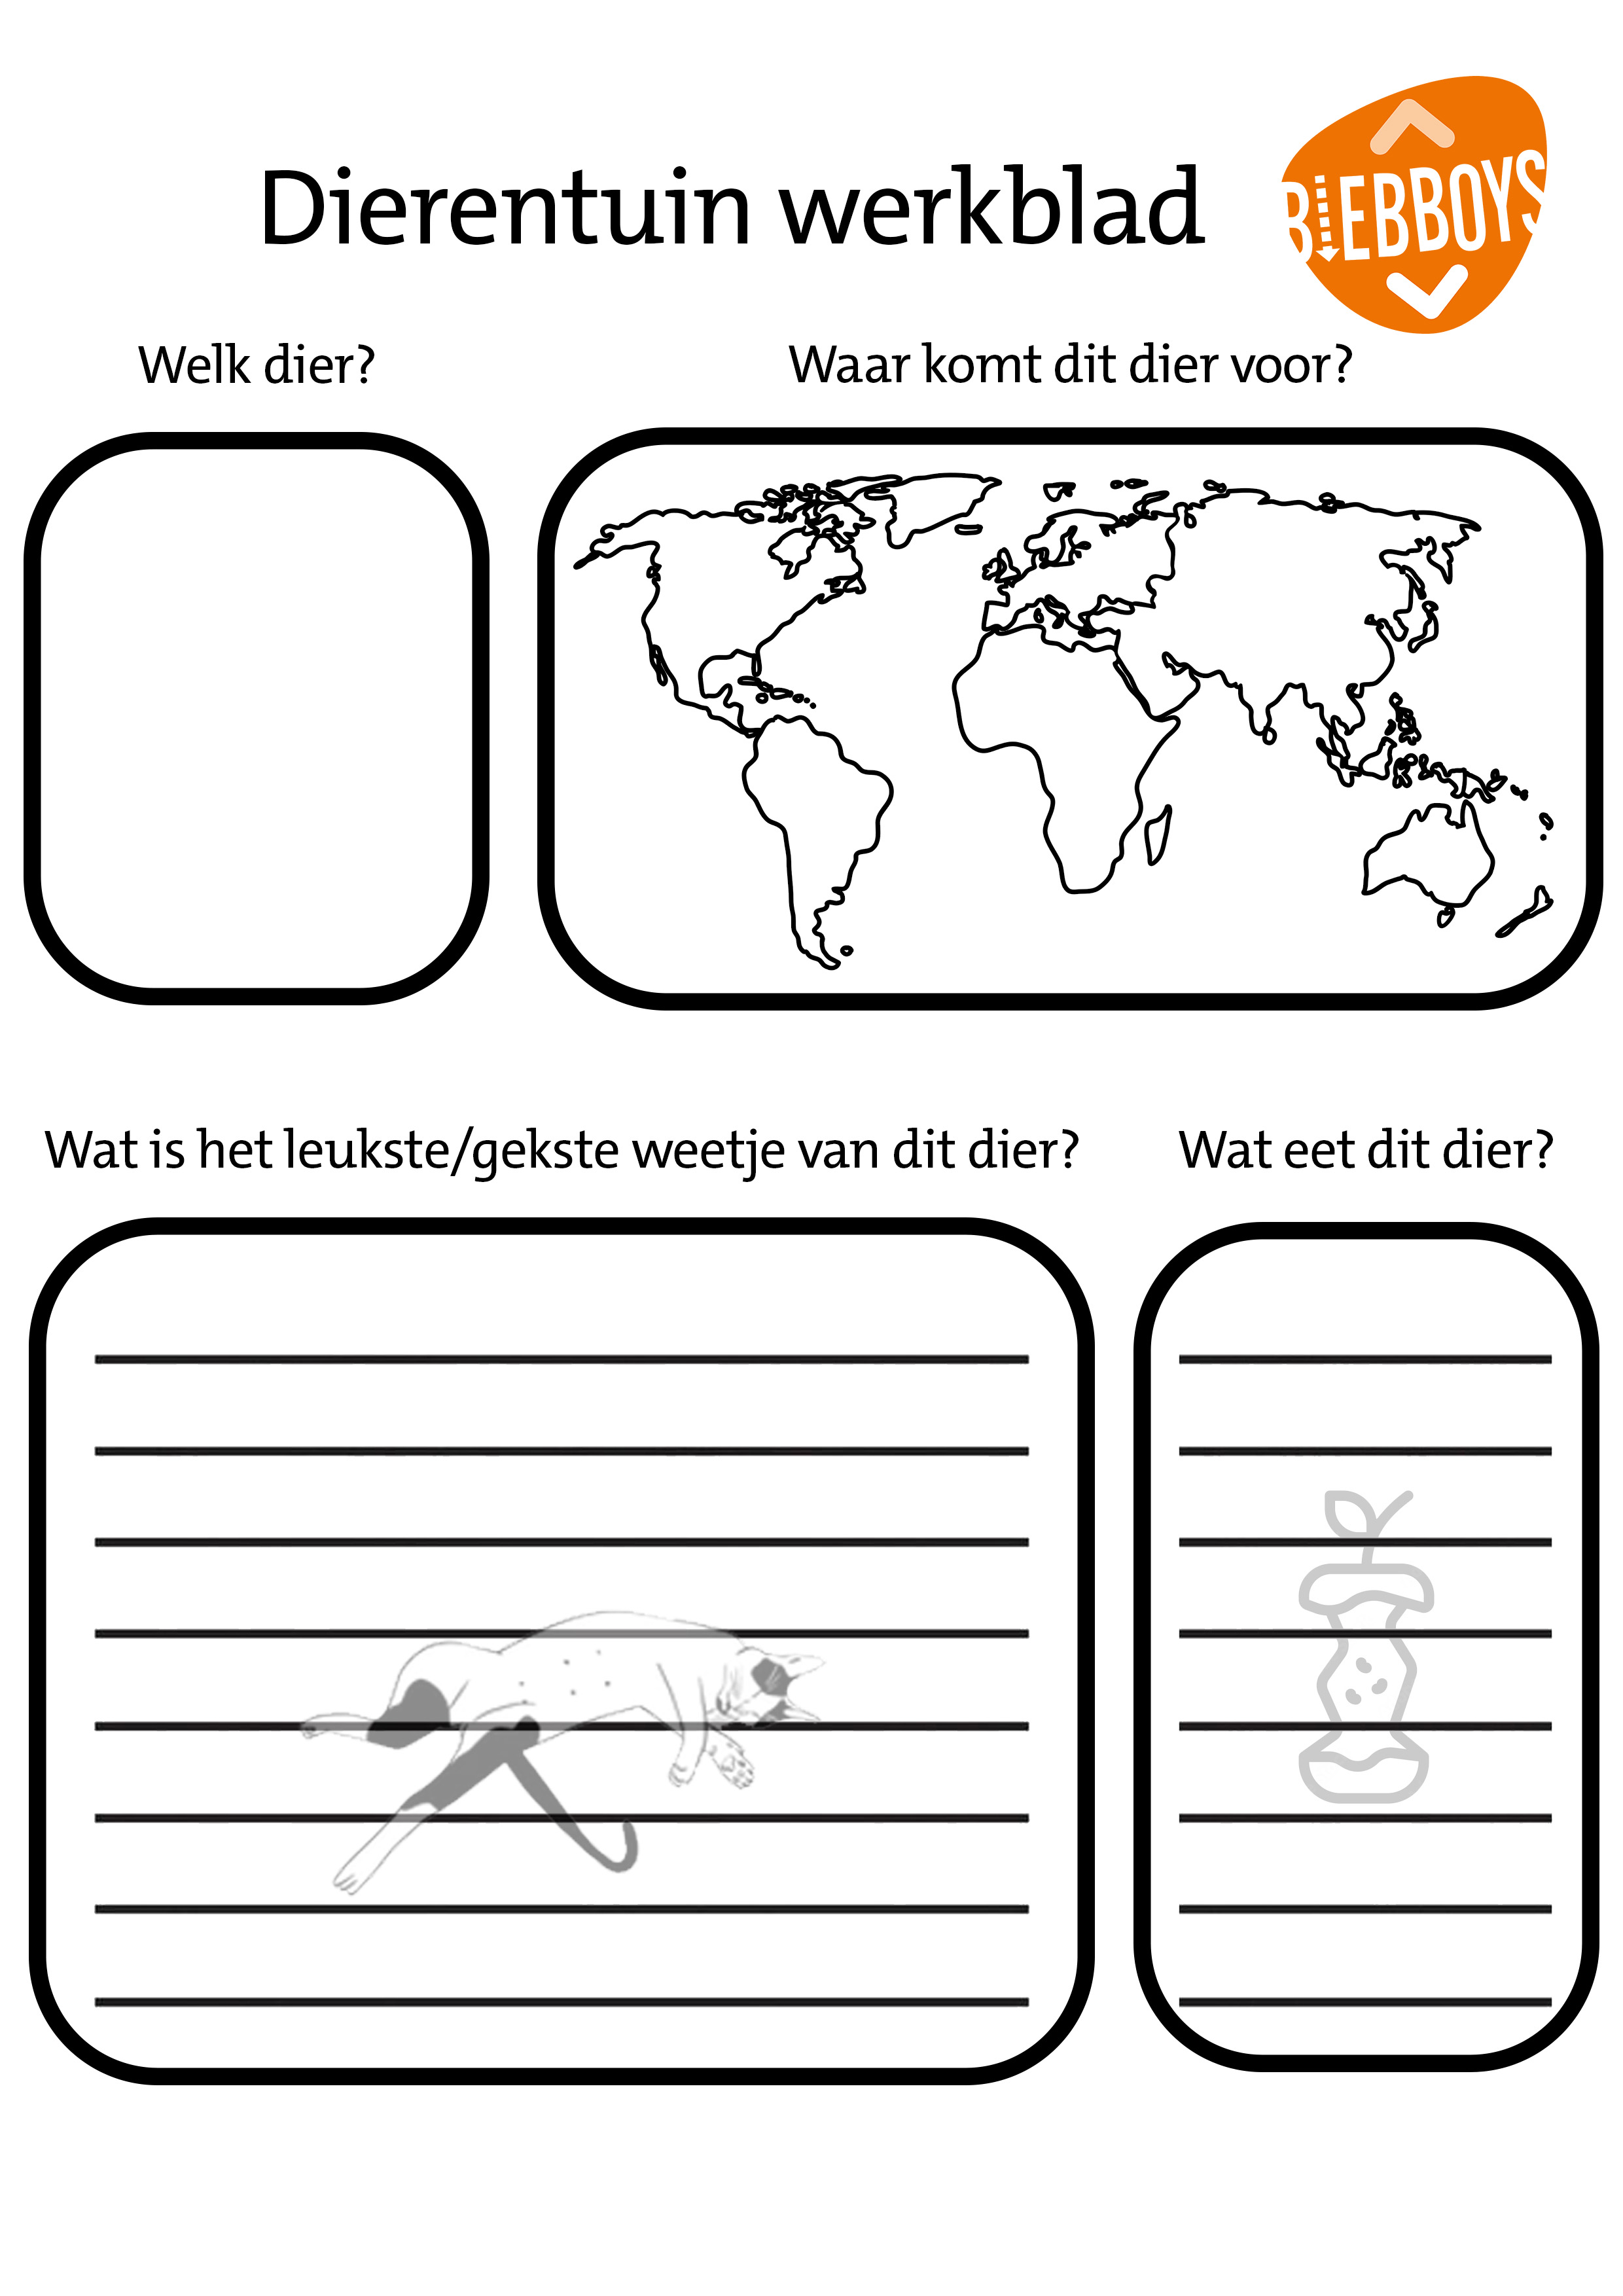 Dierentuin werkblad
BIEBBOYS
Welk dier?
Waar komt dit dier voor?
Wat is het leukste/gekste weetje van dit dier?
Wat eet dit dier?